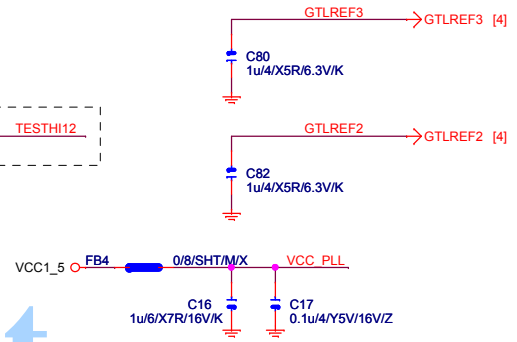 GTLREF3
GTLREF3 [4]
C80
1u/4/X5R/6.3V/K
TESTHI12
GTLREF2
GTLREF2 [4]
C82
1u/4/X5R/6.3V/K
VCC1_5
FB4
0/8/SHT/M/X
VCC_PLL
C16
1u/6/X7R/16V/K
C17
0.1u/4/Y5V/16V/Z
4